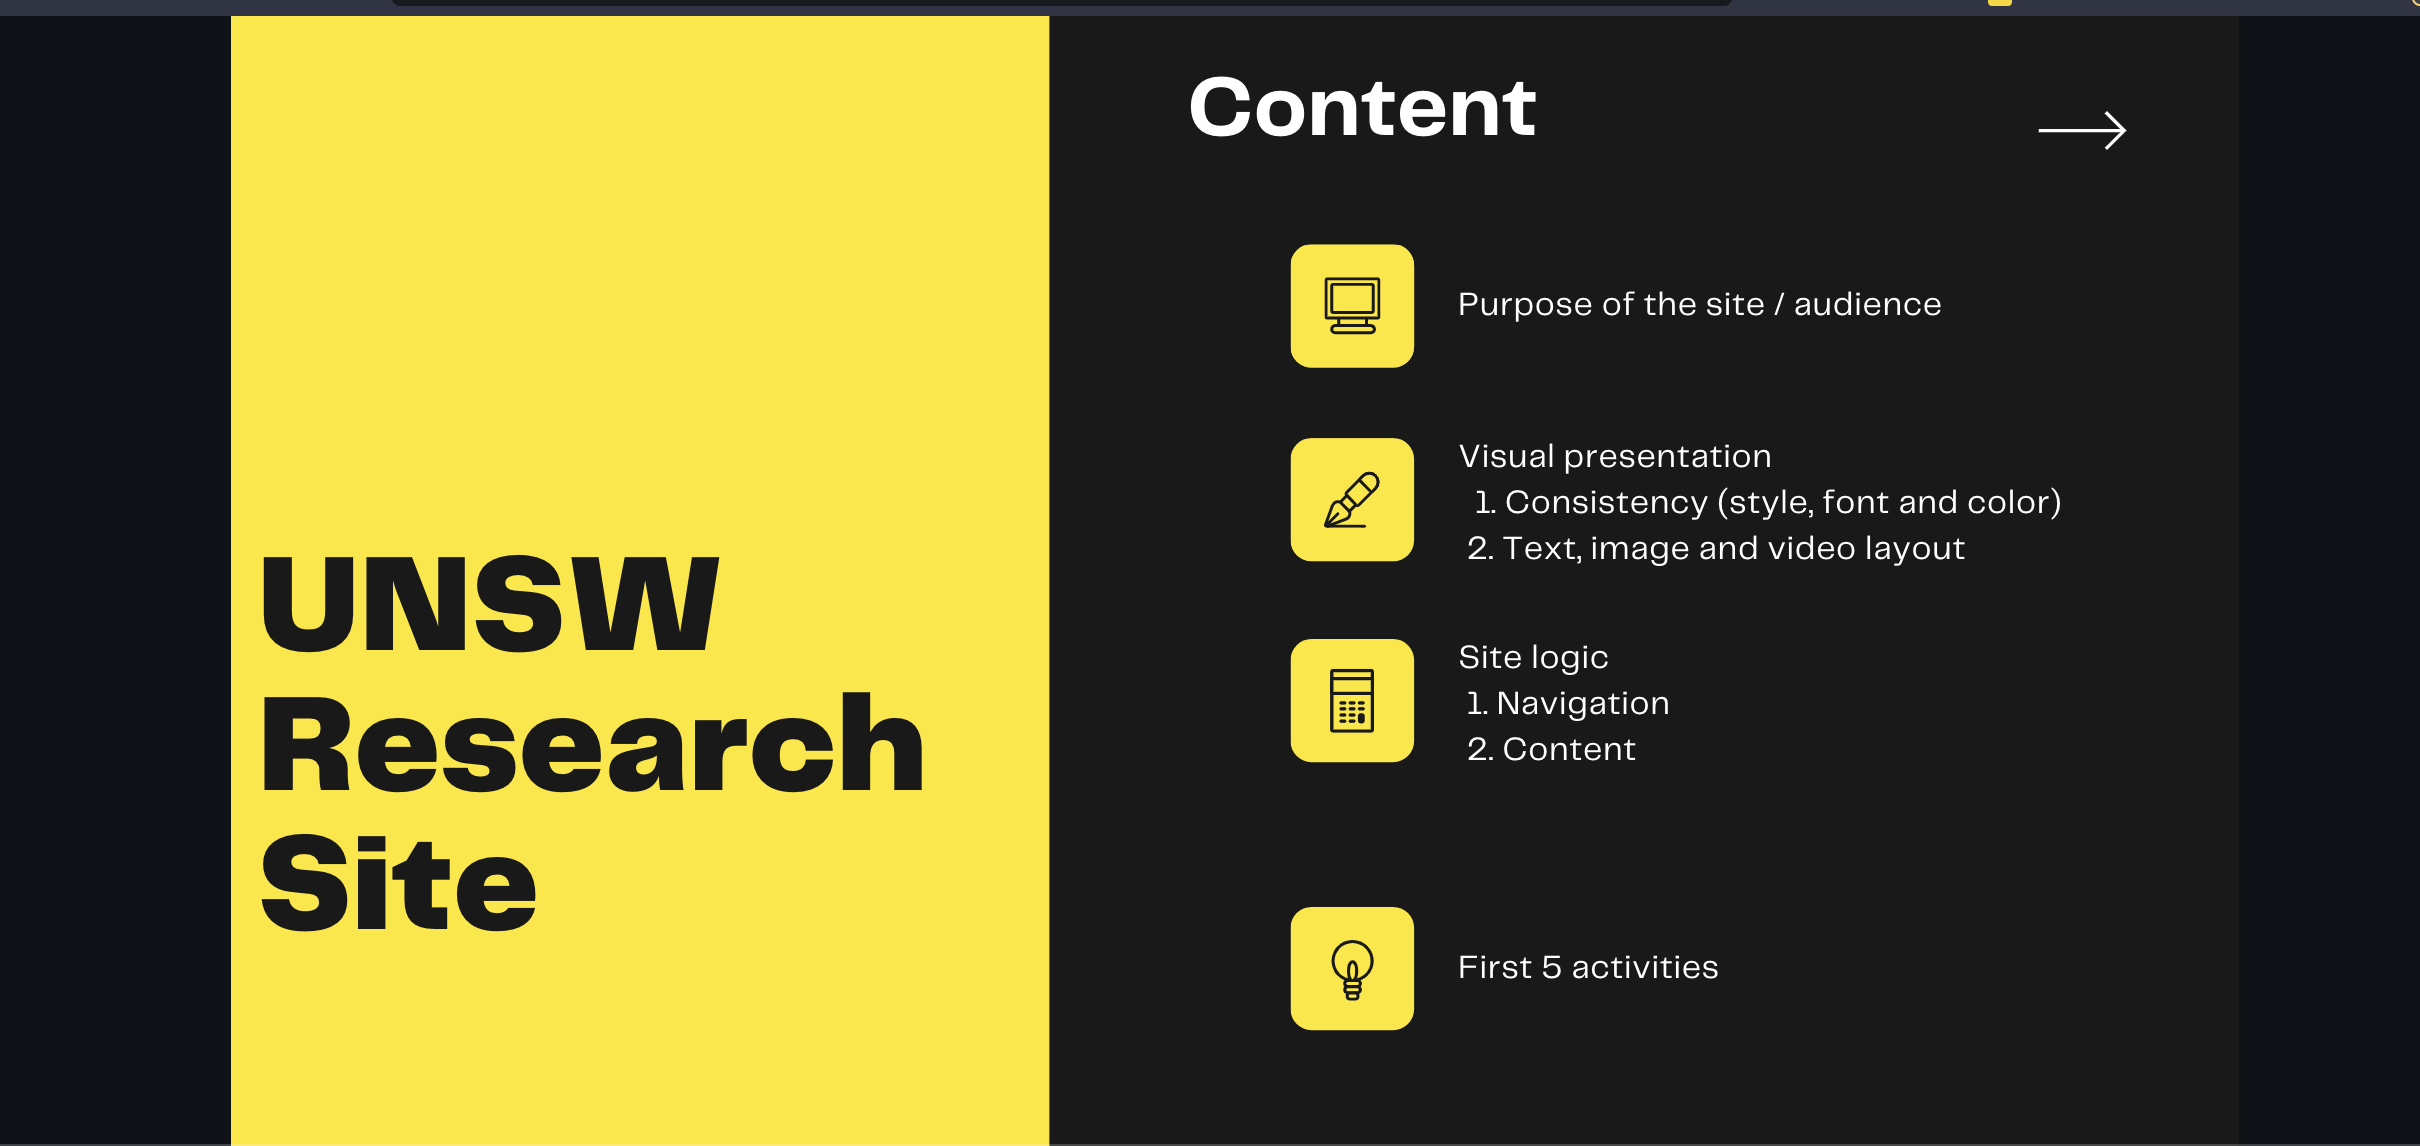 UNSW
Research
Site
Content
Purpose of the site / audience
Visual presentation
1. Consistency (style, font and color)
2. Text, image and video layout
Site logic
1. Navigation
2. Content
First 5 activities